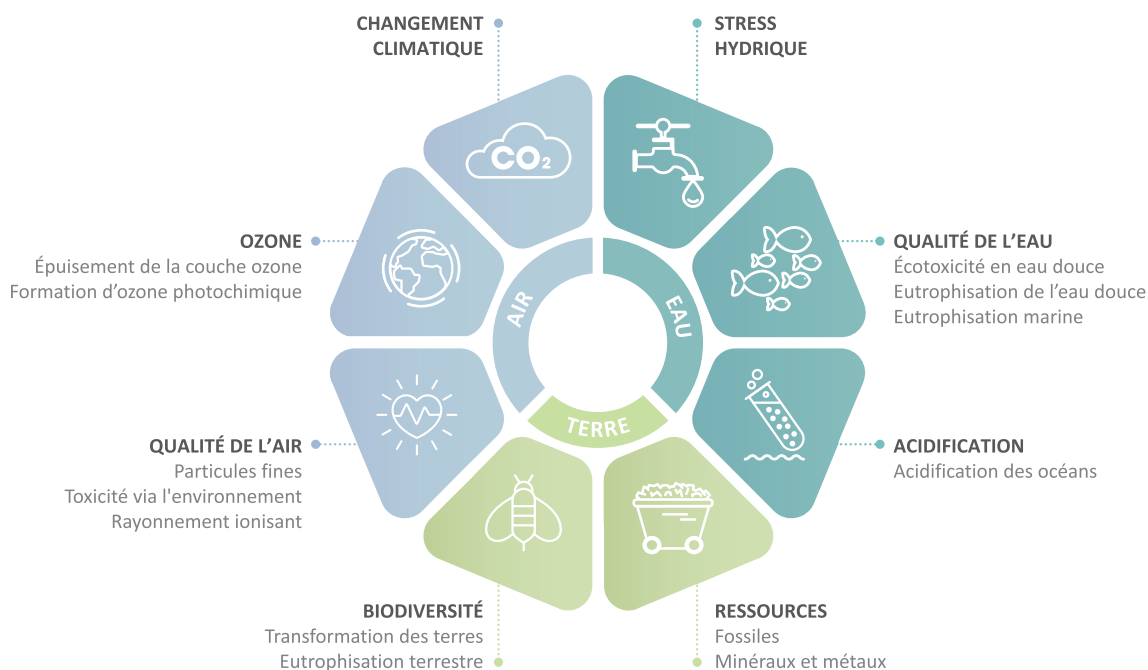 CHANGEMENT
CLIMATIQUE
STRESS
HYDRIQUE
CO₂
OZONE
Épuisement de la couche ozone
Formation d’ozone photochimique
QUALITÉ DE L’EAU
Écotoxicité en eau douce
Eutrophisation de l’eau douce
Eutrophisation marine
AIR
EAU
TERRE
QUALITÉ DE L’AIR
Particules fines
Toxicité via l'environnement
Rayonnement ionisant
ACIDIFICATION
Acidification des océans
BIODIVERSITÉ
Transformation des terres
Eutrophisation terrestre
RESSOURCES
Fossiles
Minéraux et métaux